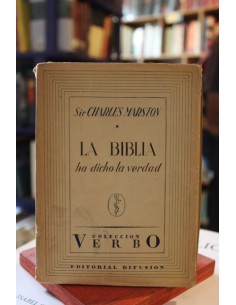 Sir CHARLES MARSTON
LA BIBLIA
ha dicho la verdad
COLECCION
VERBO
EDITORIAL DIFUSION